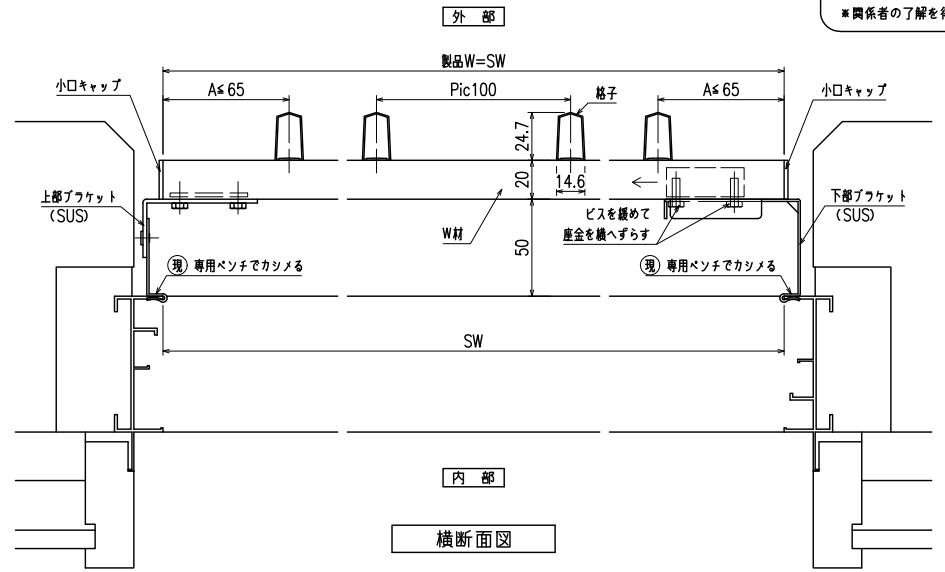 外 部
※関係者の了解を得
製品W=SW
小口キャップ
A≦65
Pic100
格子
A≦65
小口キャップ
24.7
20
14.6
上部ブラケット
(SUS)
W材
50
ビスを緩めて
座金を横へずらす
下部ブラケット
(SUS)
現 専用ペンチでカシメる
現 専用ペンチでカシメる
SW
内 部
横断面図